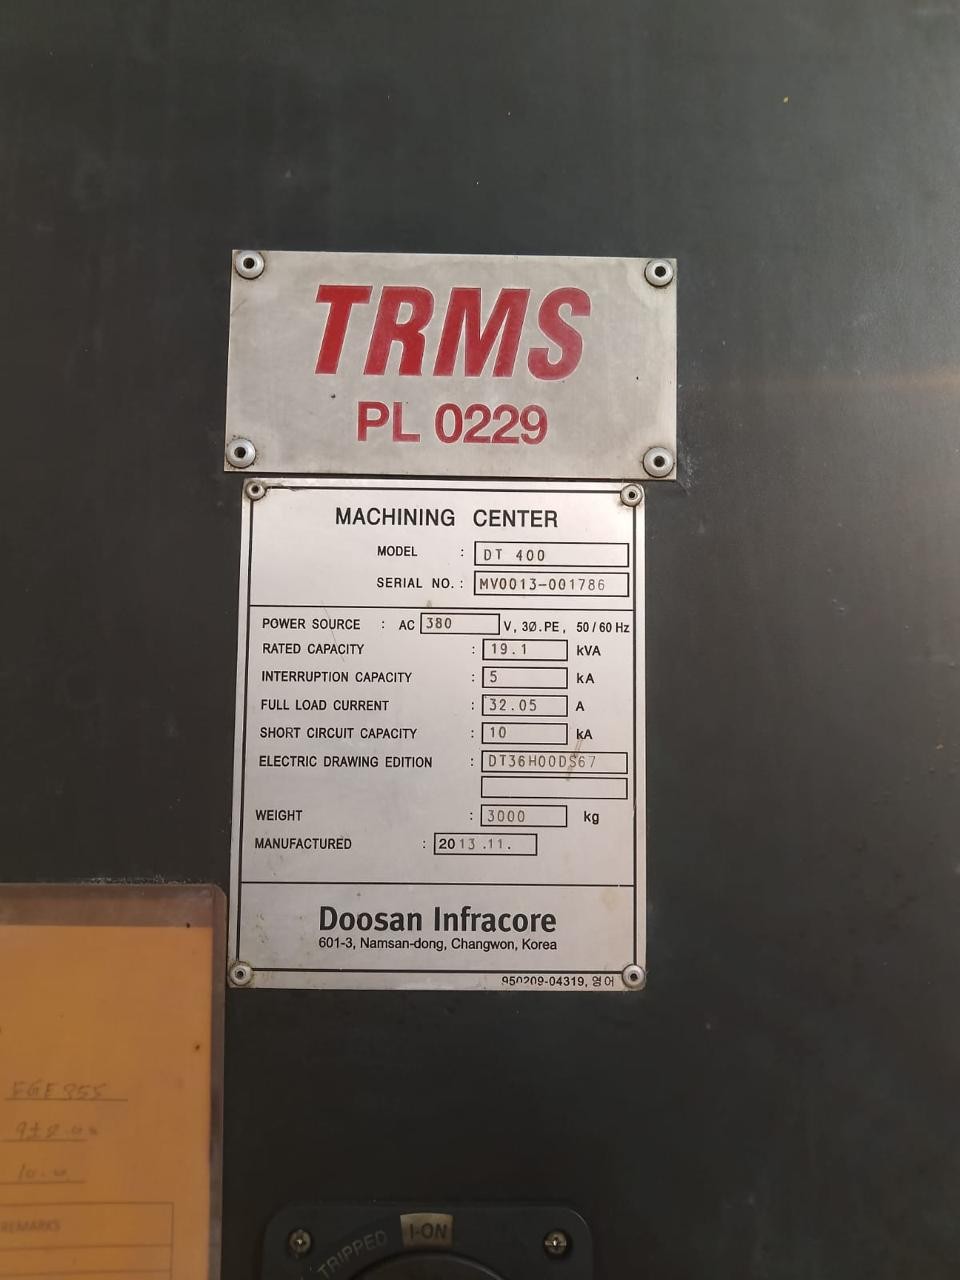 TRMS
PL 0229
MACHINING CENTER
MODEL : DT 400
SERIAL NO. : MV0013-001786
POWER SOURCE : AC 380 V, 3Ø.PE, 50/60 Hz
RATED CAPACITY : 19.1 kVA
INTERRUPTION CAPACITY : 5 kA
FULL LOAD CURRENT : 32.05 A
SHORT CIRCUIT CAPACITY : 10 kA
ELECTRIC DRAWING EDITION : DT36H00DS67
WEIGHT : 3000 kg
MANUFACTURED : 2013.11.
Doosan Infracore
601-3, Namsan-dong, Changwon, Korea
950209-04319, 영어
10.0
REMARKS
I-ON
TRIPPED